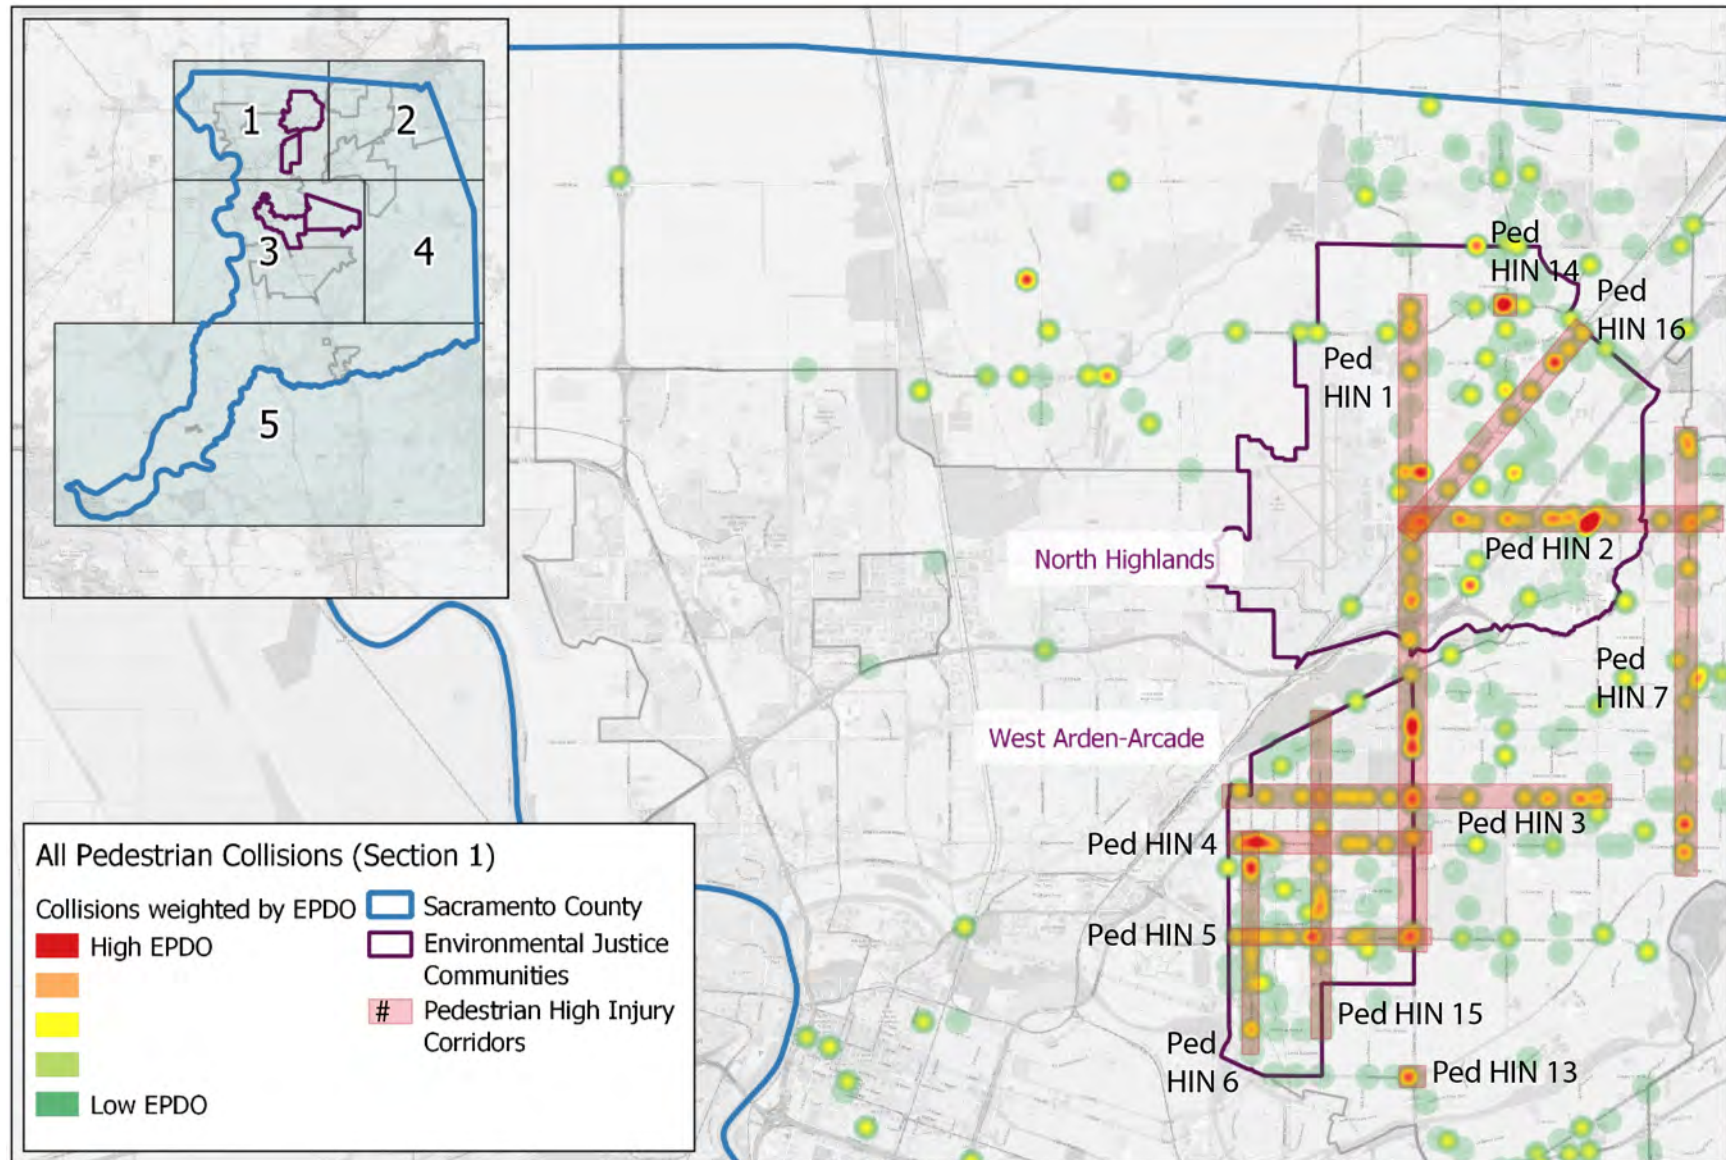 1
2
3
4
5
Ped
HIN 14
Ped
HIN 16
Ped
HIN 1
Ped HIN 2
North Highlands
Ped
HIN 7
West Arden-Arcade
Ped HIN 3
Ped HIN 4
Ped HIN 5
Ped HIN 15
Ped
HIN 6
Ped HIN 13
All Pedestrian Collisions (Section 1)
Collisions weighted by EPDO
High EPDO
Low EPDO
Sacramento County
Environmental Justice
Communities
# Pedestrian High Injury
Corridors